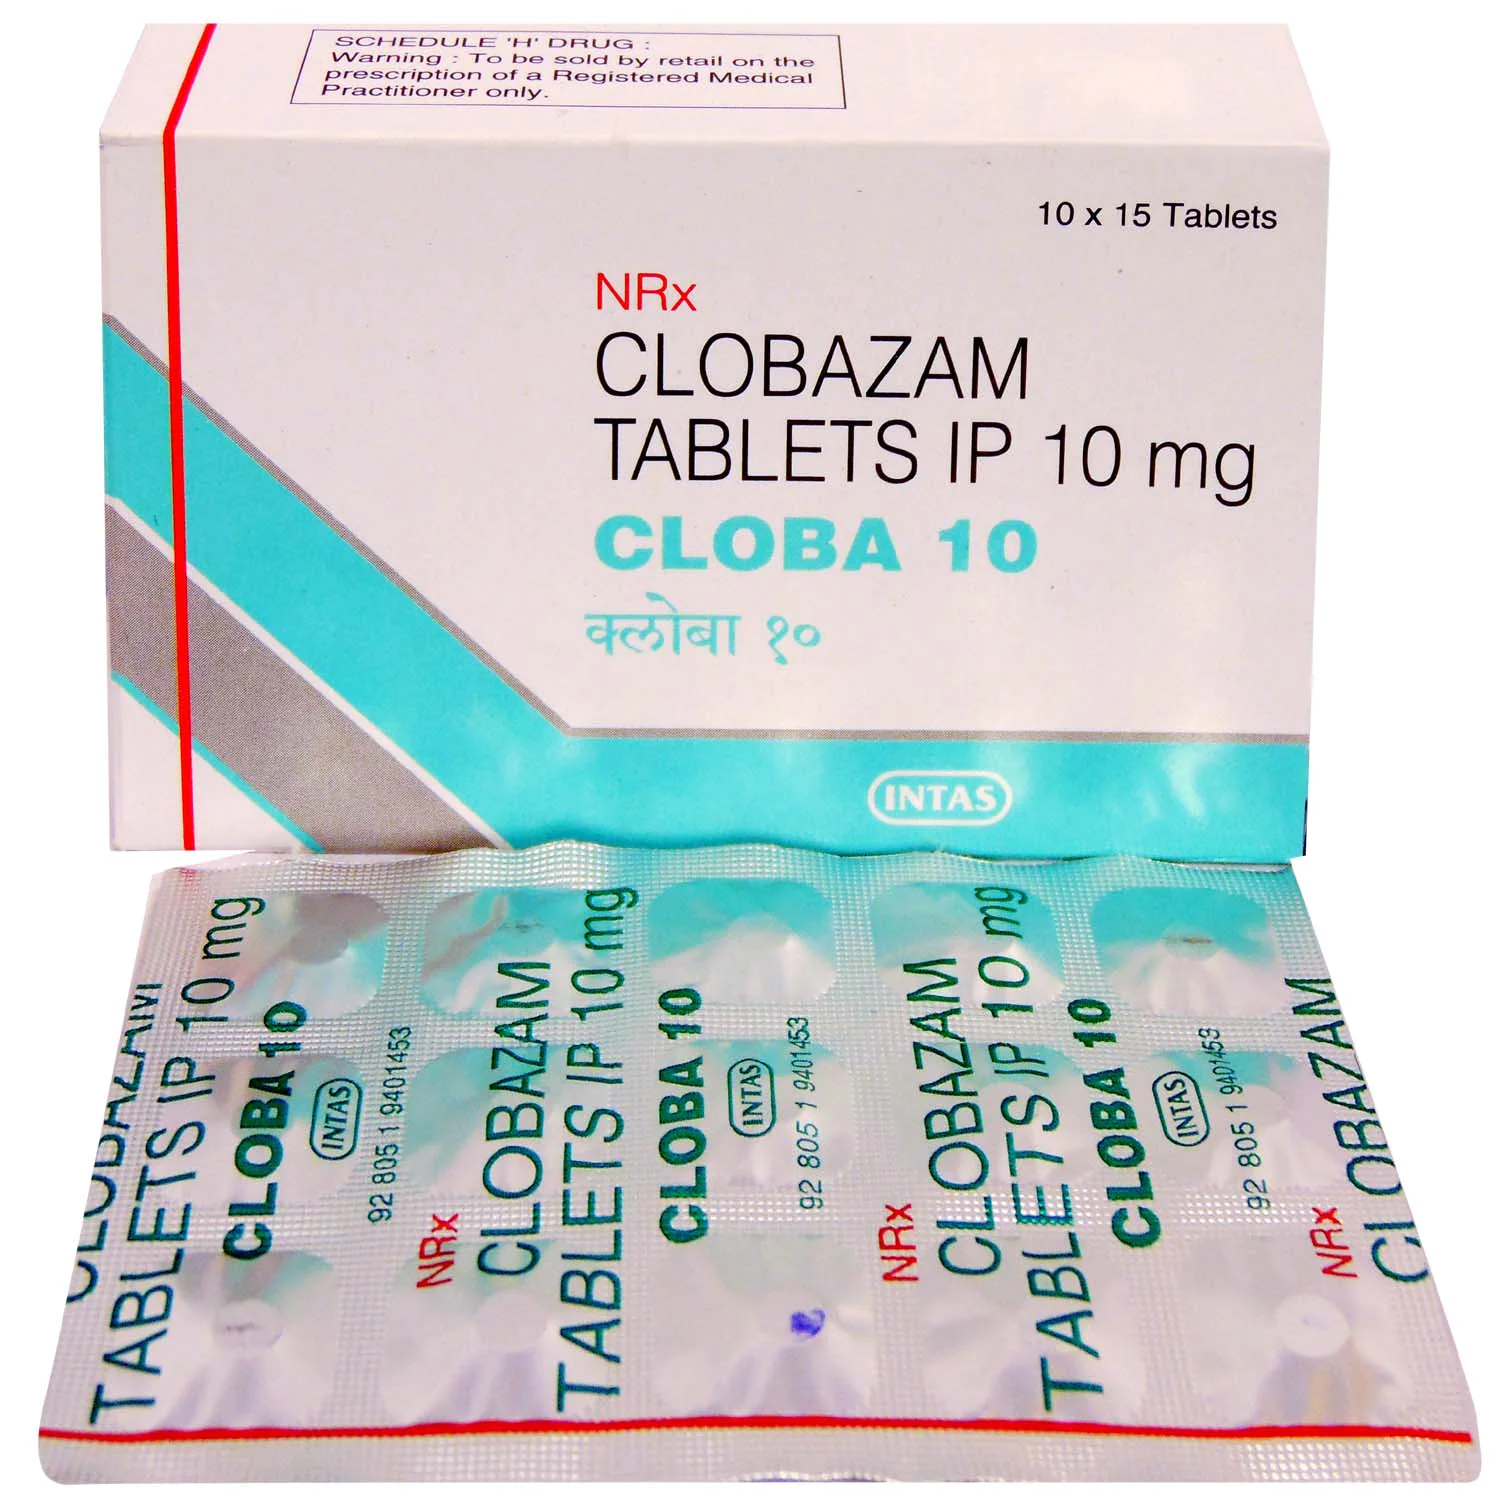 SCHEDULE 'H' DRUG :
Warning : To be sold by retail on the
prescription of a Registered Medical
Practitioner only.
10 x 15 Tablets
NRx
CLOBAZAM
TABLETS IP 10 mg
CLOBA 10
क्लोबा १०
INTAS
CLOBAZAM
TABLETS IP 10 mg
CLOBA 10
INTAS
92 805 1 9401453
NRx
CLOBAZAM
TABLETS IP 10 mg
CLOBA 10
INTAS
92 805 1 9401453
NRx
CLOBAZAM
TABLETS IP 10 mg
CLOBA 10
INTAS
92 805 1 9401453
NRx
CLOBAZAM